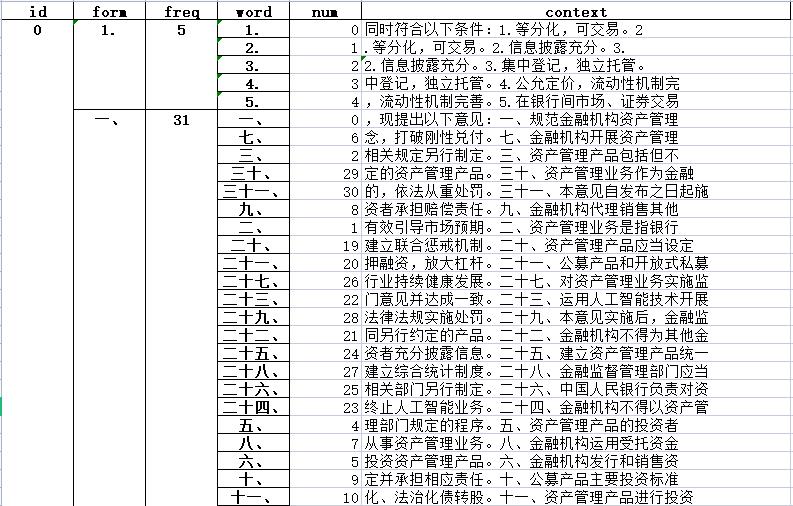 id form freq word num context
0 1. 5 1. 0 同时符合以下条件：1.等分化，可交易。2
2. 1 .等分化，可交易。2.信息披露充分。3.
3. 2 2.信息披露充分。3.集中登记，独立托管。
4. 3 中登记，独立托管。4.公允定价，流动性机制完
5. 4 ，流动性机制完善。5.在银行间市场、证券交易
一、 31 一、 0 ，现提出以下意见：一、规范金融机构资产管理
七、 6 念，打破刚性兑付。七、金融机构开展资产管理
三、 2 相关规定另行制定。三、资产管理产品包括但不
三十、 29 定的资产管理产品。三十、资产管理业务作为金融
三十一、 30 的，依法从重处罚。三十一、本意见自发布之日起施
九、 8 资者承担赔偿责任。九、金融机构代理销售其他
二、 1 有效引导市场预期。二、资产管理业务是指银行
二十、 19 建立联合惩戒机制。二十、资产管理产品应当设定
二十一、 20 押融资，放大杠杆。二十一、公募产品和开放式私募
二十七、 26 行业持续健康发展。二十七、对资产管理业务实施监
二十三、 22 门意见并达成一致。二十三、运用人工智能技术开展
二十九、 28 法律法规实施处罚。二十九、本意见实施后，金融监
二十二、 21 同另行约定的产品。二十二、金融机构不得为其他金
二十五、 24 资者充分披露信息。二十五、建立资产管理产品统一
二十八、 27 建立综合统计制度。二十八、金融监督管理部门应当
二十六、 25 相关部门另行制定。二十六、中国人民银行负责对资
二十四、 23 终止人工智能业务。二十四、金融机构不得以资产管
五、 4 理部门规定的程序。五、资产管理产品的投资者
八、 7 从事资产管理业务。八、金融机构运用受托资金
六、 5 投资资产管理产品。六、金融机构发行和销售资
十、 9 定并承担相应责任。十、公募产品主要投资标准
十一、 10 化、法治化债转股。十一、资产管理产品进行投资